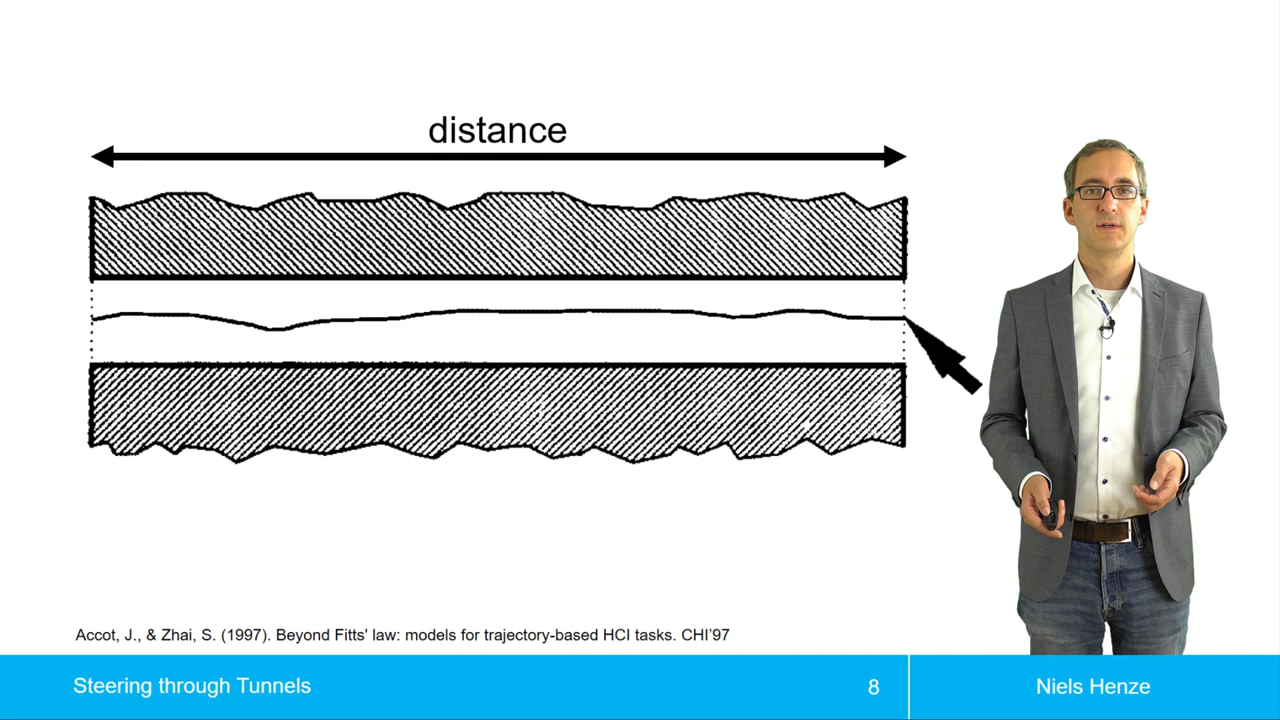 distance
Accot, J., & Zhai, S. (1997). Beyond Fitts' law: models for trajectory-based HCI tasks. CHI’97
Steering through Tunnels
8
Niels Henze